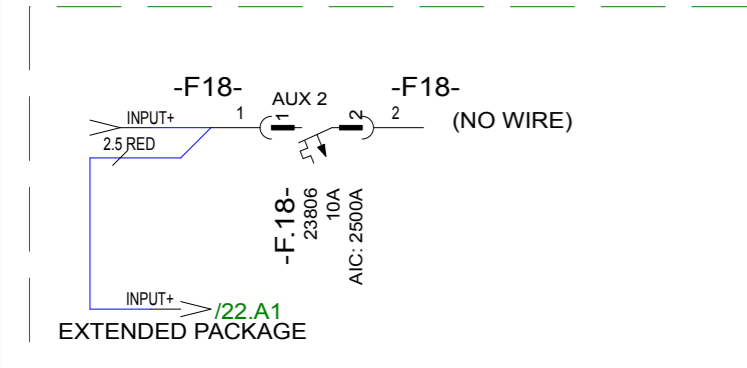 -F18-
-F18-
AUX 2
INPUT+
1
1
2
2
(NO WIRE)
2.5 RED
-F.18-
23806
10A
AIC: 2500A
INPUT+
/22.A1
EXTENDED PACKAGE